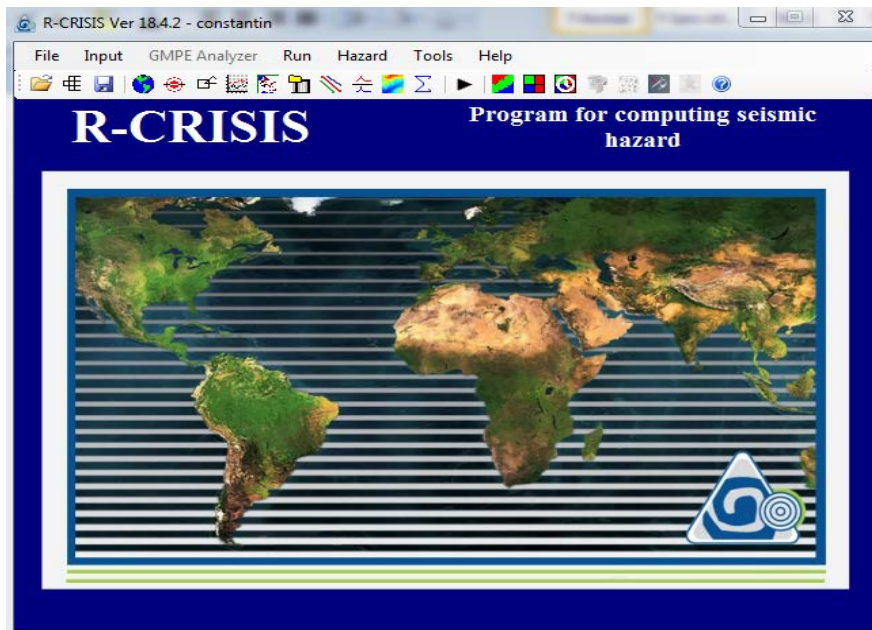 R-CRISIS Ver 18.4.2 - constantin
File Input GMPE Analyzer Run Hazard Tools Help
R-CRISIS
Program for computing seismic
hazard